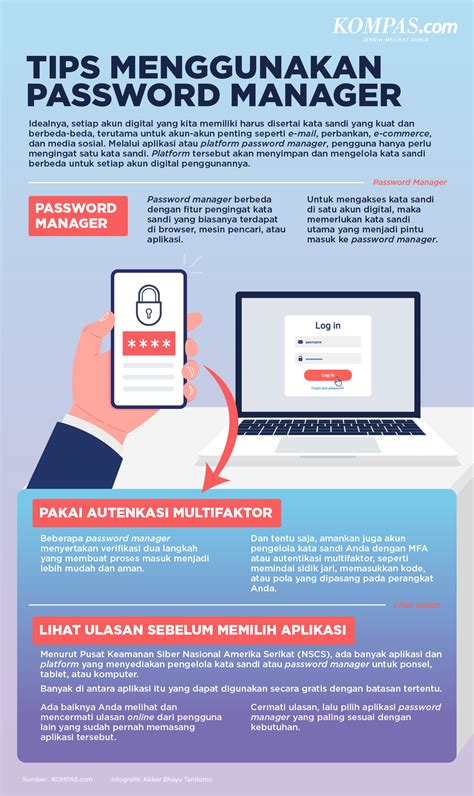 KOMPAS.com
JERNIH MELIHAT DUNIA
TIPS MENGGUNAKAN
PASSWORD MANAGER
Idealnya, setiap akun digital yang kita memiliki harus disertai kata sandi yang kuat dan
berbeda-beda, terutama untuk akun-akun penting seperti e-mail, perbankan, e-commerce,
dan media sosial. Melalui aplikasi atau platform password manager, pengguna hanya perlu
mengingat satu kata sandi. Platform tersebut akan menyimpan dan mengelola kata sandi
berbeda untuk setiap akun digital penggunannya.
Password Manager
PASSWORD
MANAGER
Password manager berbeda
dengan fitur pengingat kata
sandi yang biasanya terdapat
di browser, mesin pencari, atau
aplikasi.
Untuk mengakses kata sandi
di satu akun digital, maka
memerlukan kata sandi
utama yang menjadi pintu
masuk ke password manager.
****
Log in
username
Log in
Forgot your password?
PAKAI AUTENKASI MULTIFAKTOR
Beberapa password manager
menyertakan verifikasi dua langkah
yang membuat proses masuk menjadi
lebih mudah dan aman.
Dan tentu saja, amankan juga akun
pengelola kata sandi Anda dengan MFA
atau autentikasi multifaktor, seperti
memindai sidik jari, memasukkan kode,
atau pola yang dipasang pada perangkat
Anda.
Lihat ulasan
LIHAT ULASAN SEBELUM MEMILIH APLIKASI
Menurut Pusat Keamanan Siber Nasional Amerika Serikat (NSCS), ada banyak aplikasi dan
platform yang menyediakan pengelola kata sandi atau password manager untuk ponsel,
tablet, atau komputer.
Banyak di antara aplikasi itu yang dapat digunakan secara gratis dengan batasan tertentu.
Ada baiknya Anda melihat dan
mencermati ulasan online dari pengguna
lain yang sudah pernah memasang
aplikasi tersebut.
Cermati ulasan, lalu pilih aplikasi password
manager yang paling sesuai dengan
kebutuhan.
Sumber: KOMPAS.com
Infografik: Akbar Bhayu Tamtomo